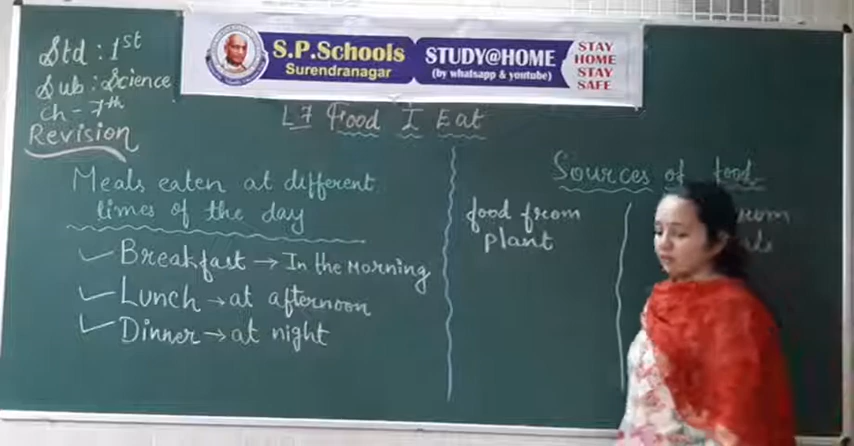 Std : 1st
Sub : Science
ch - 7th
Revision
S.P.Schools
Surendranagar
STUDY@HOME
(by whatsapp & youtube)
STAY
HOME
STAY
SAFE
L 7 Food I Eat
Meals eaten at different
times of the day
Breakfast → In the Morning
Lunch → at afternoon
Dinner → at night
Sources of food
food from
plant